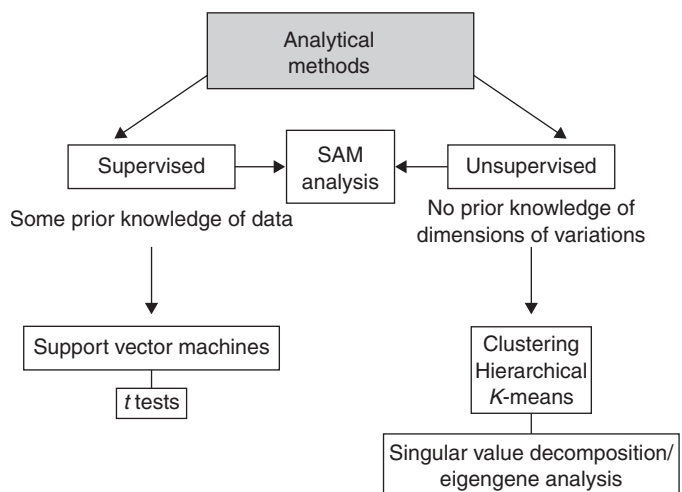 Analytical
methods
Supervised
SAM
analysis
Unsupervised
Some prior knowledge of data
No prior knowledge of
dimensions of variations
Support vector machines
t tests
Clustering
Hierarchical
K-means
Singular value decomposition/
eigengene analysis